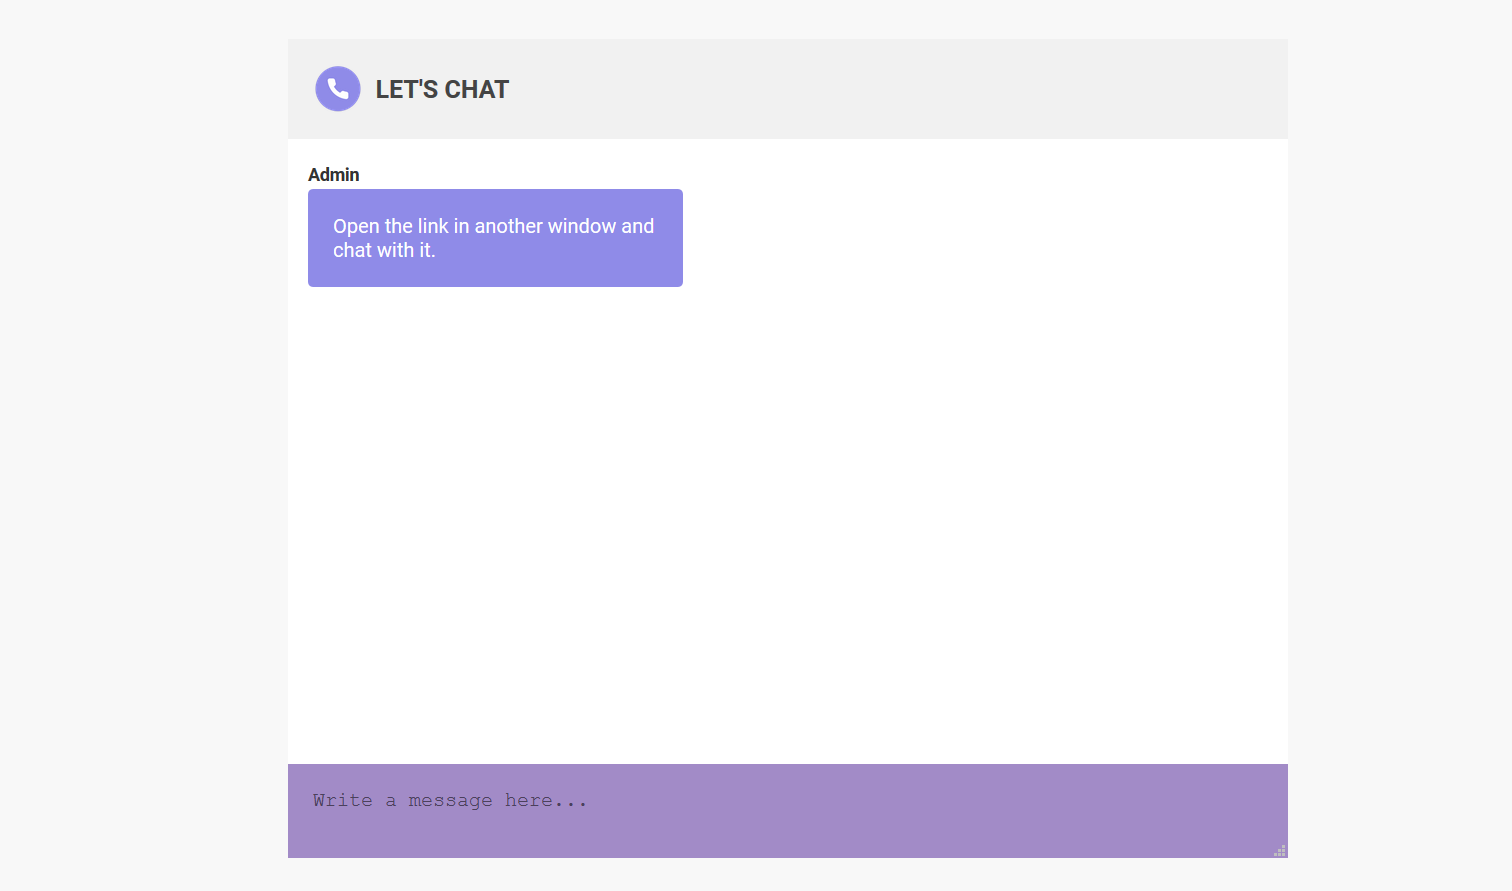 LET'S CHAT
Admin
Open the link in another window and
chat with it.
Write a message here...